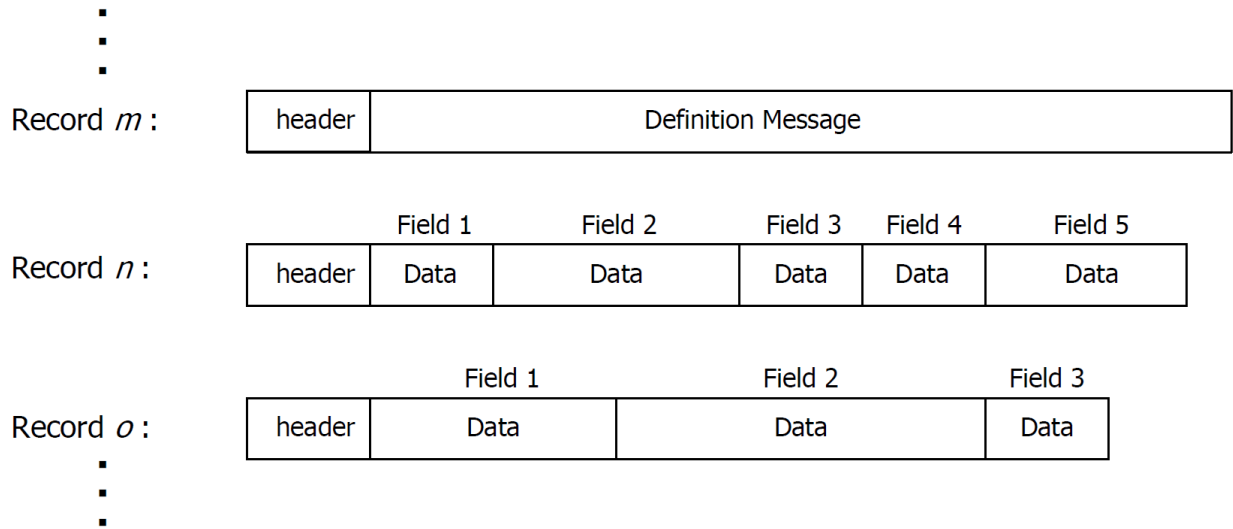 Record m :
header Definition Message
Field 1 Field 2 Field 3 Field 4 Field 5
Record n :
header Data Data Data Data Data
Field 1 Field 2 Field 3
Record o :
header Data Data Data